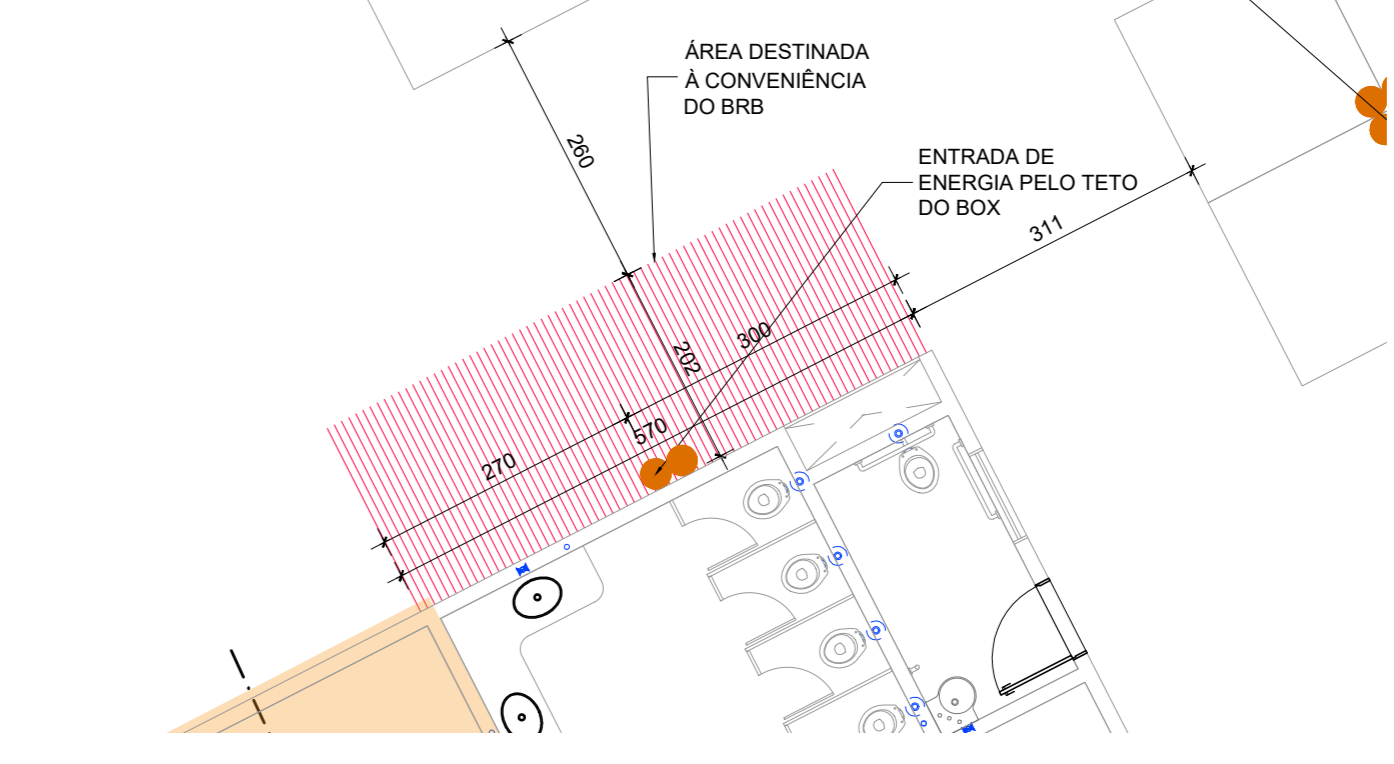 ÁREA DESTINADA
À CONVENIÊNCIA
DO BRB
260
ENTRADA DE
ENERGIA PELO TETO
DO BOX
311
300
202
570
270